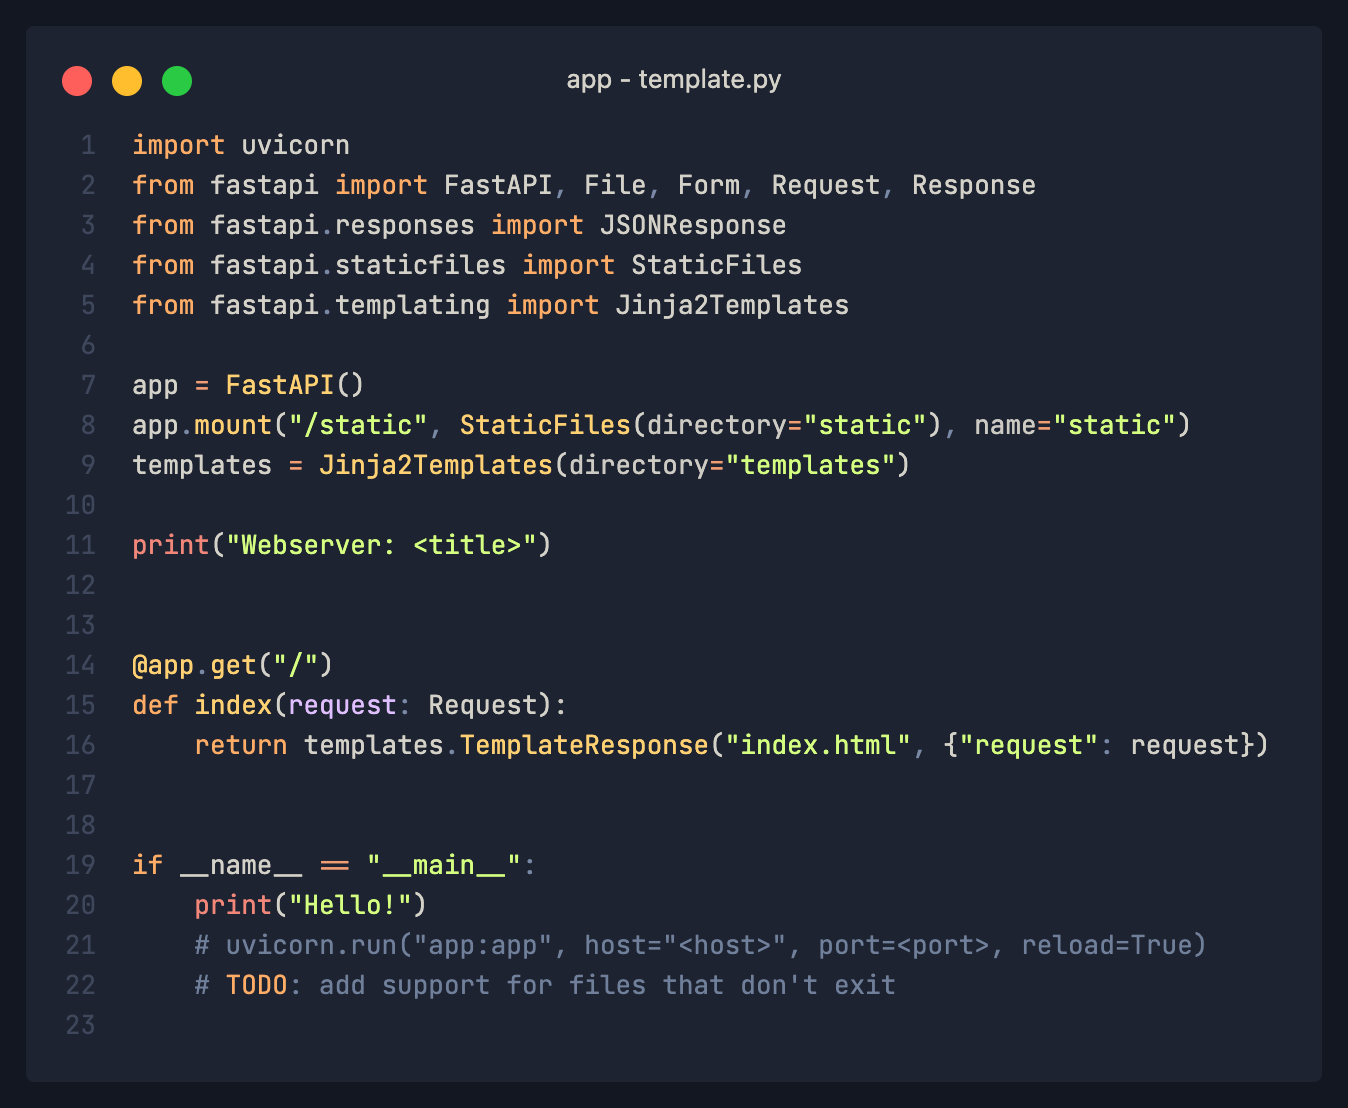 app - template.py
1 import uvicorn
2 from fastapi import FastAPI, File, Form, Request, Response
3 from fastapi.responses import JSONResponse
4 from fastapi.staticfiles import StaticFiles
5 from fastapi.templating import Jinja2Templates
6
7 app = FastAPI()
8 app.mount("/static", StaticFiles(directory="static"), name="static")
9 templates = Jinja2Templates(directory="templates")
10
11 print("Webserver: <title>")
12
13
14 @app.get("/")
15 def index(request: Request):
16     return templates.TemplateResponse("index.html", {"request": request})
17
18
19 if __name__ == "__main__":
20     print("Hello!")
21     # uvicorn.run("app:app", host="<host>", port=<port>, reload=True)
22     # TODO: add support for files that don't exit
23